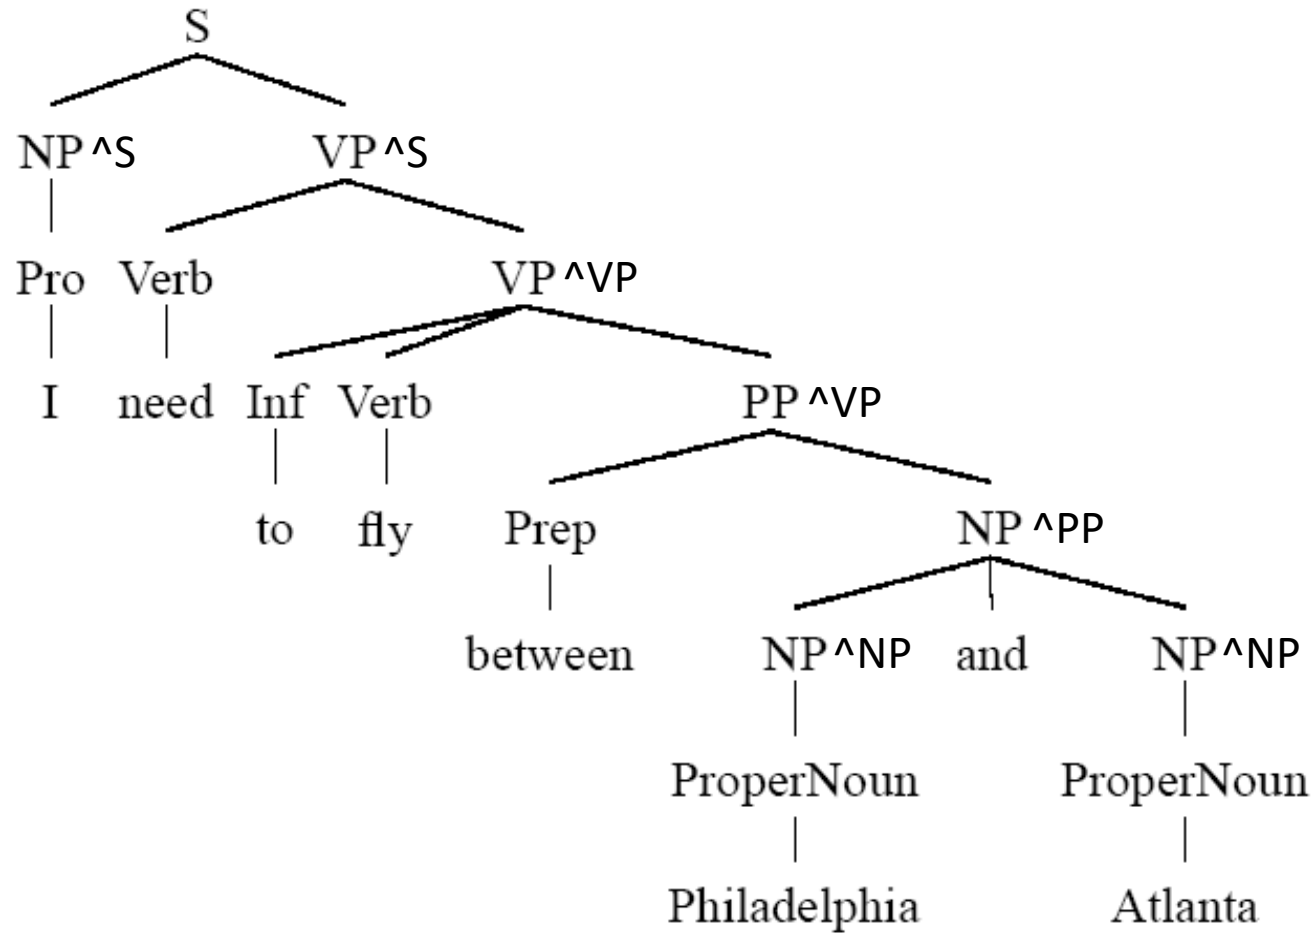 S
NP ^S VP ^S
Pro Verb VP ^VP
I need Inf Verb PP ^VP
to fly Prep NP ^PP
between NP ^NP and NP ^NP
ProperNoun ProperNoun
Philadelphia Atlanta